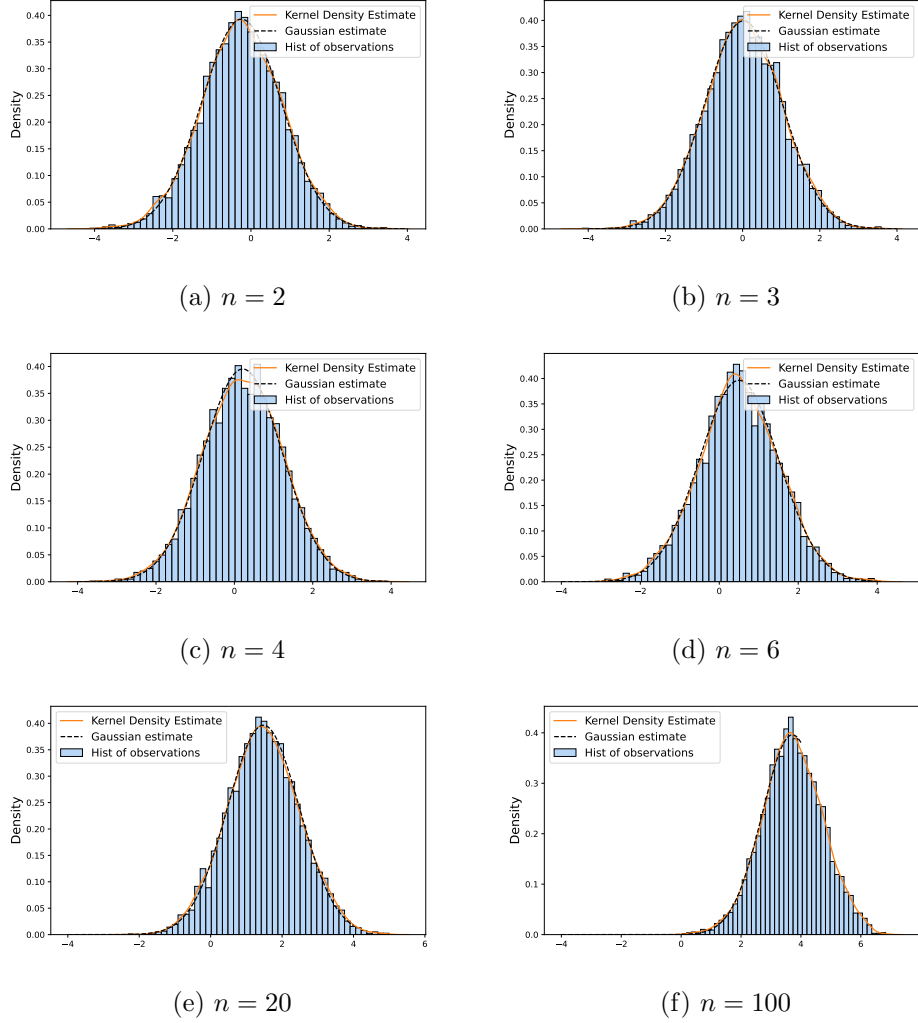 Density
0.40
0.35
0.30
0.25
0.20
0.15
0.10
0.05
0.00
−4 −2 0 2 4
Kernel Density Estimate
Gaussian estimate
Hist of observations
(a) n = 2
Density
0.40
0.35
0.30
0.25
0.20
0.15
0.10
0.05
0.00
−4 −2 0 2 4
Kernel Density Estimate
Gaussian estimate
Hist of observations
(b) n = 3
Density
0.40
0.35
0.30
0.25
0.20
0.15
0.10
0.05
0.00
−4 −2 0 2 4
Kernel Density Estimate
Gaussian estimate
Hist of observations
(c) n = 4
Density
0.40
0.35
0.30
0.25
0.20
0.15
0.10
0.05
0.00
−4 −2 0 2 4
Kernel Density Estimate
Gaussian estimate
Hist of observations
(d) n = 6
Density
0.40
0.35
0.30
0.25
0.20
0.15
0.10
0.05
0.00
−4 −2 0 2 4 6
Kernel Density Estimate
Gaussian estimate
Hist of observations
(e) n = 20
Density
0.4
0.3
0.2
0.1
0.0
−4 −2 0 2 4 6
Kernel Density Estimate
Gaussian estimate
Hist of observations
(f) n = 100